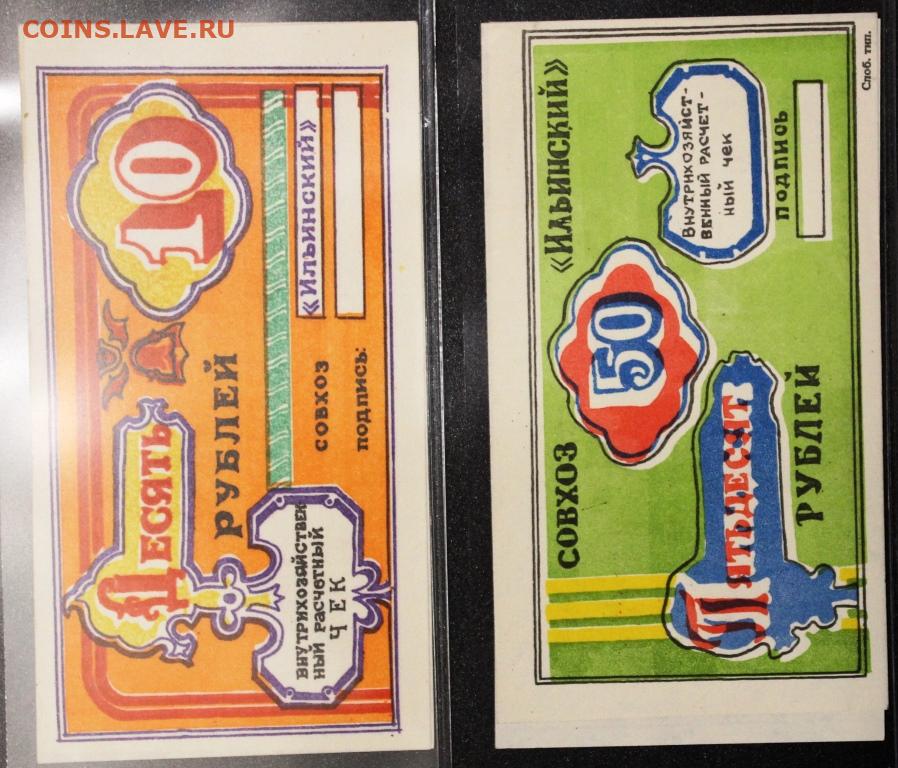 COINS.LAVE.RU
10
Десять
РУБЛЕЙ
ВНУТРИХОЗЯЙСТВЕН
НЫЙ РАСЧЕТНЫЙ
ЧЕК
СОВХОЗ «ИЛЬИНСКИЙ»
ПОДПИСЬ:
СОВХОЗ «ИЛЬИНСКИЙ»
50
ПЯТЬДЕСЯТ
РУБЛЕЙ
ВНУТРИХОЗЯЙСТ-
ВЕННЫЙ РАСЧЕТ-
НЫЙ ЧЕК
ПОДПИСЬ
Слоб. тип.